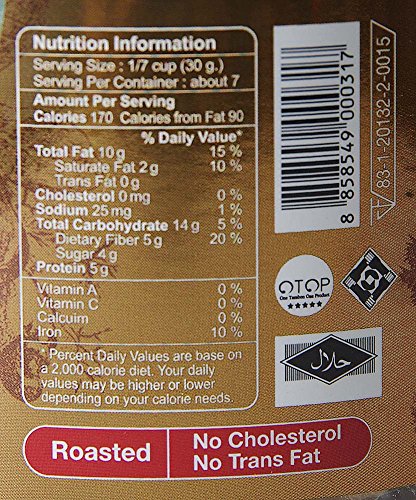 Nutrition Information
Serving Size : 1/7 cup (30 g.)
Serving Per Container : about 7
Amount Per Serving
Calories 170 Calories from Fat 90
% Daily Value*
Total Fat 10 g 15 %
Saturate Fat 2 g 10 %
Trans Fat 0 g
Cholesterol 0 mg 0 %
Sodium 25 mg 1 %
Total Carbohydrate 14 g 5 %
Dietary Fiber 5 g 20 %
Sugar 4 g
Protein 5 g
Vitamin A 0 %
Vitamin C 0 %
Calcuim 0 %
Iron 10 %
* Percent Daily Values are base on
a 2,000 calorie diet. Your daily
values may be higher or lower
depending on your calorie needs.
8 858549 000317
83-1-20132-2-0015
OTOP
One Tambon One Product
حلال
Roasted
No Cholesterol
No Trans Fat